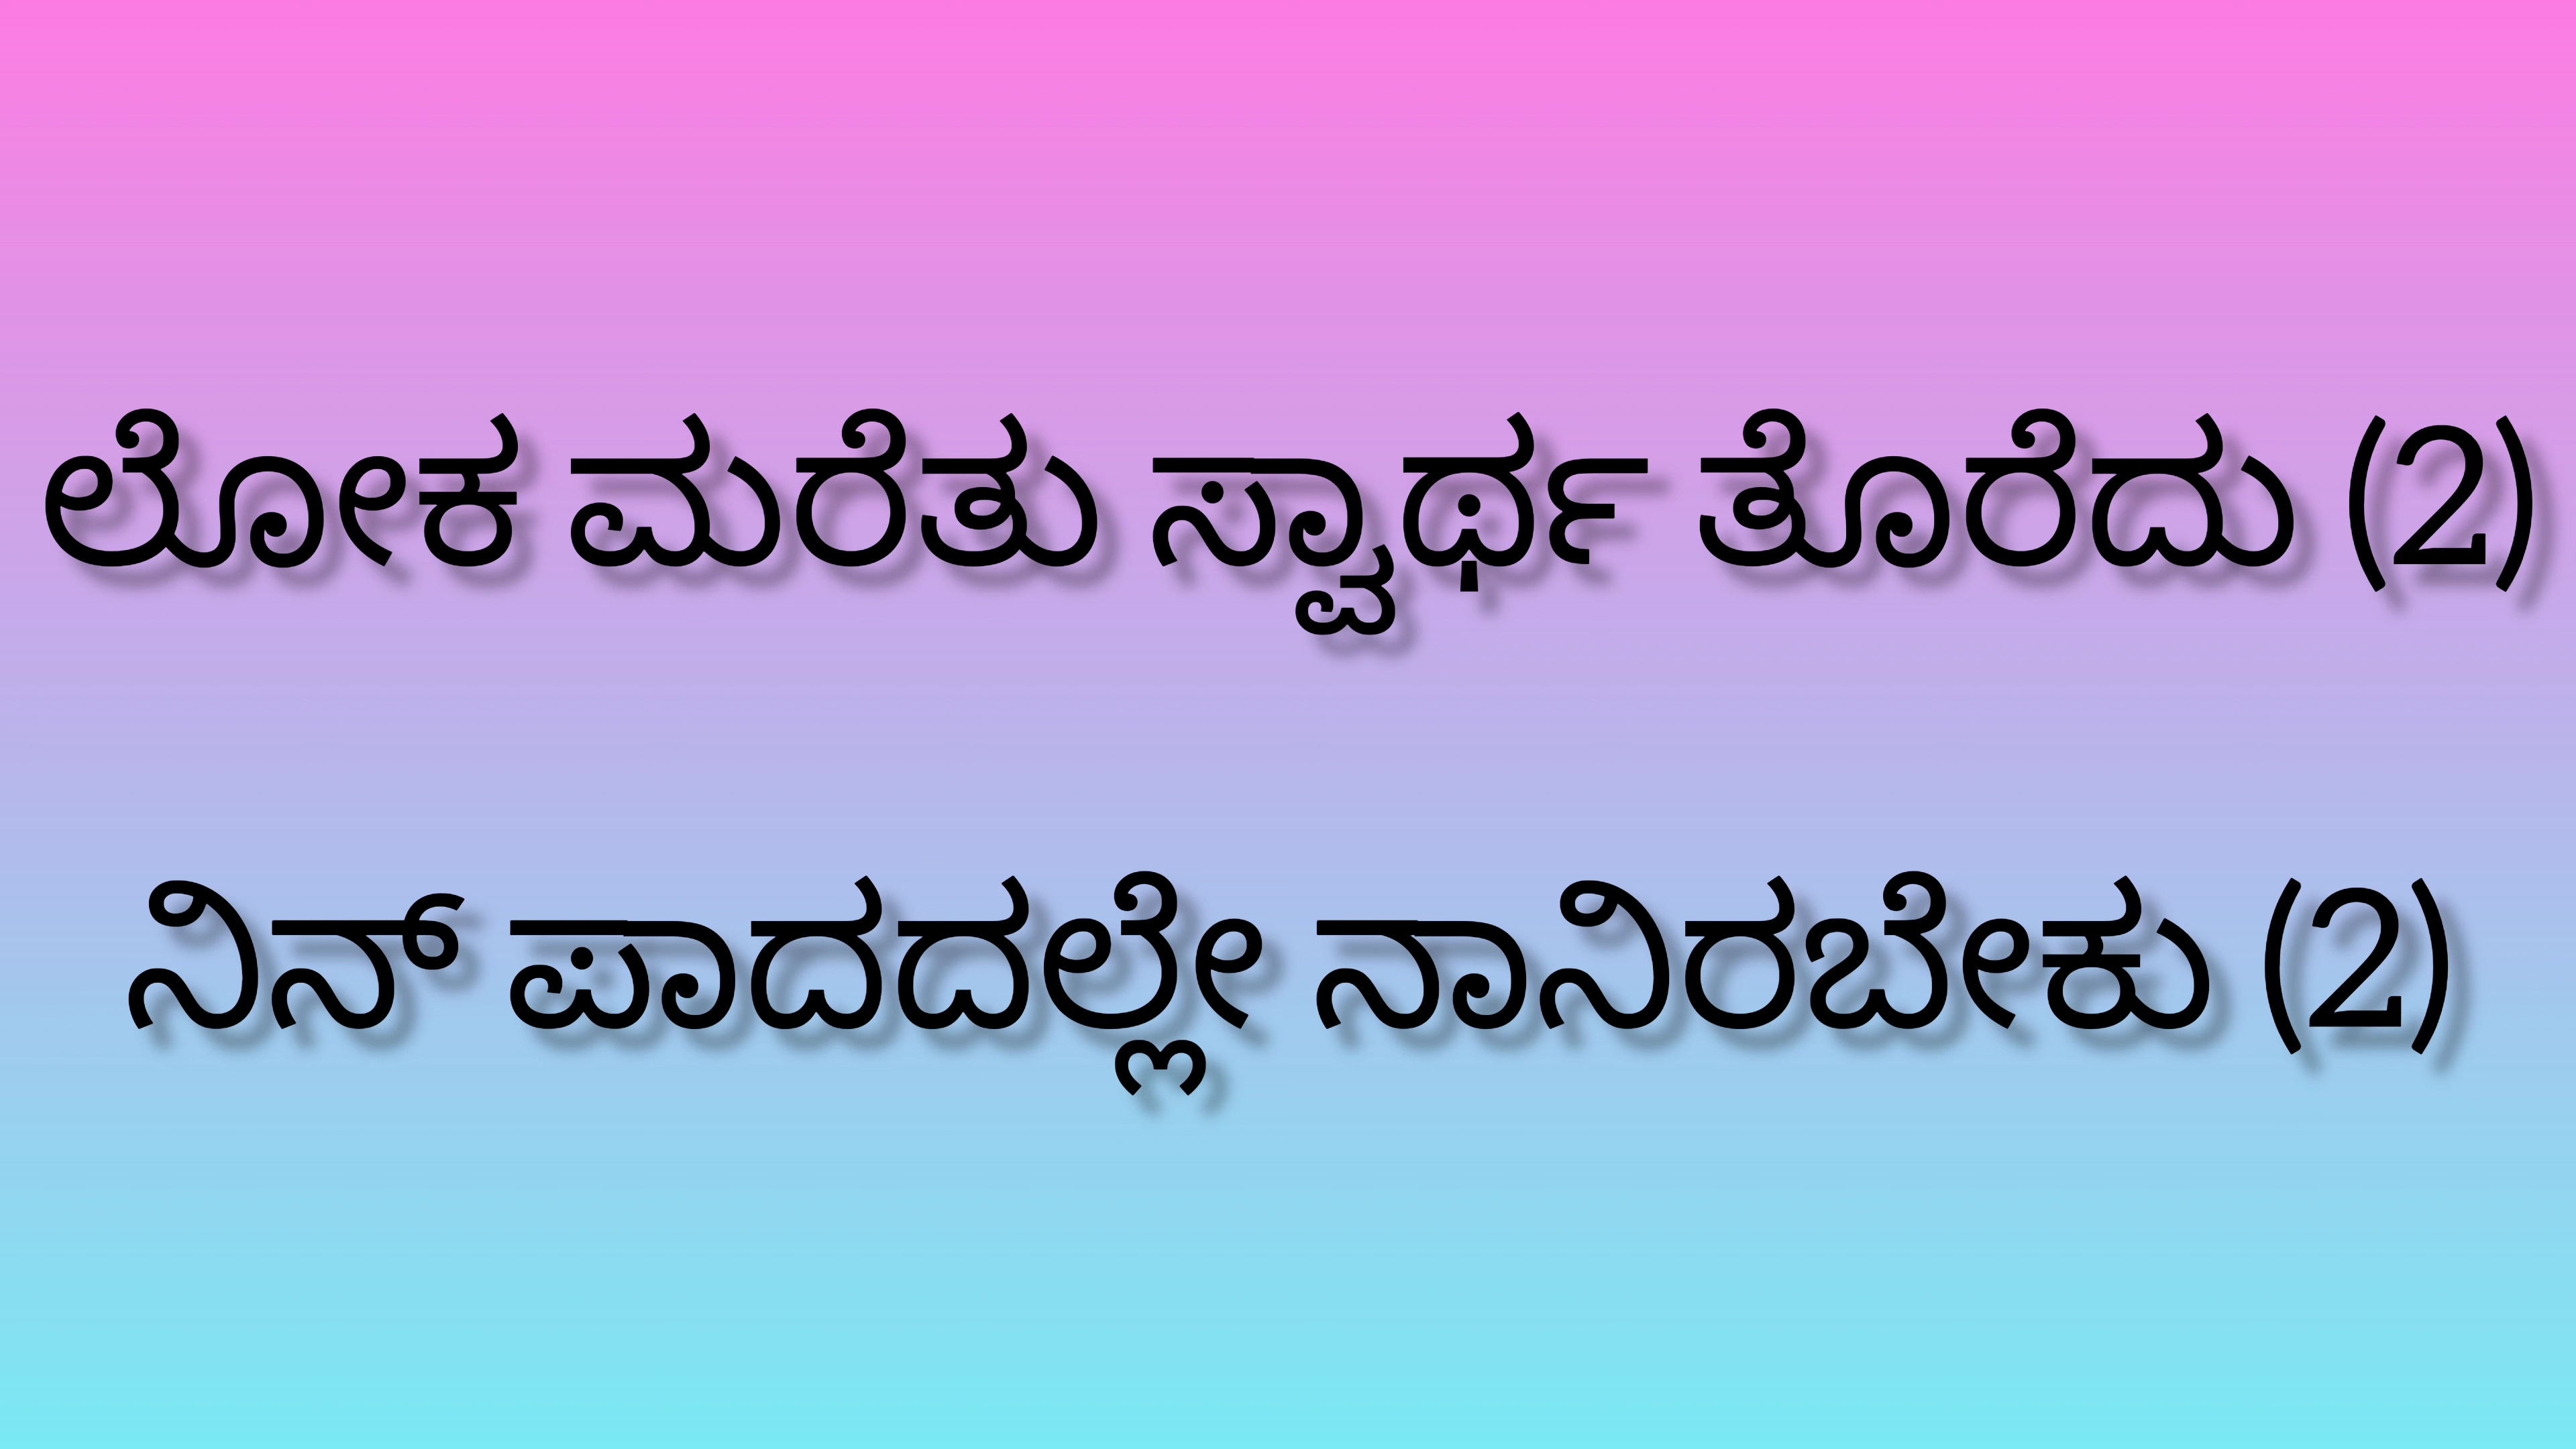 ಲೋಕ ಮರೆತು ಸ್ವಾರ್ಥ ತೊರೆದು (2)
ನಿನ್ ಪಾದದಲ್ಲೇ ನಾನಿರಬೇಕು (2)